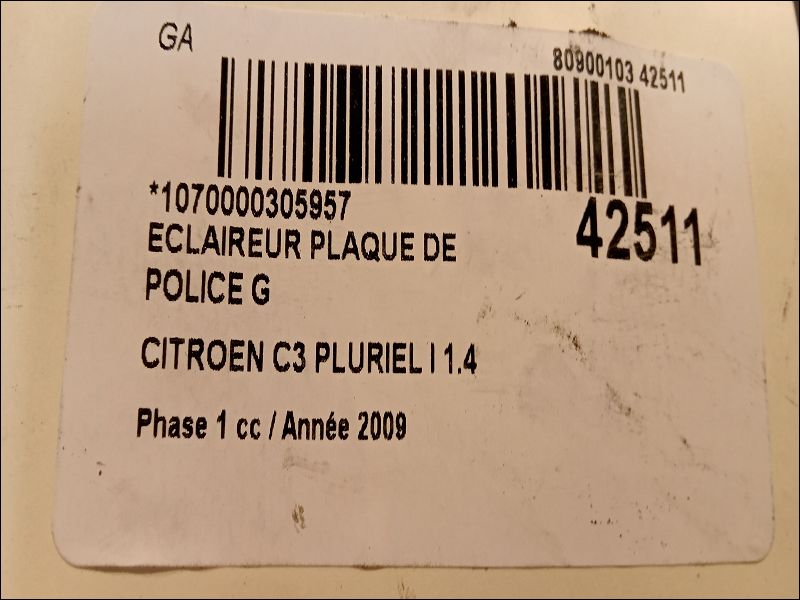 GA
80900103 42511
*1070000305957
42511
ECLAIREUR PLAQUE DE
POLICE G
CITROEN C3 PLURIEL I 1.4
Phase 1 cc / Année 2009